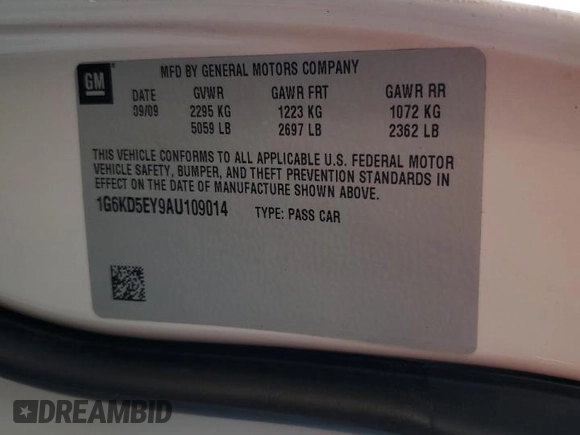 GM
MFD BY GENERAL MOTORS COMPANY
DATE GVWR GAWR FRT GAWR RR
09/09 2295 KG 1223 KG 1072 KG
5059 LB 2697 LB 2362 LB
THIS VEHICLE CONFORMS TO ALL APPLICABLE U.S. FEDERAL MOTOR
VEHICLE SAFETY, BUMPER, AND THEFT PREVENTION STANDARDS IN
EFFECT ON THE DATE OF MANUFACTURE SHOWN ABOVE.
1G6KD5EY9AU109014 TYPE: PASS CAR
DREAMBID